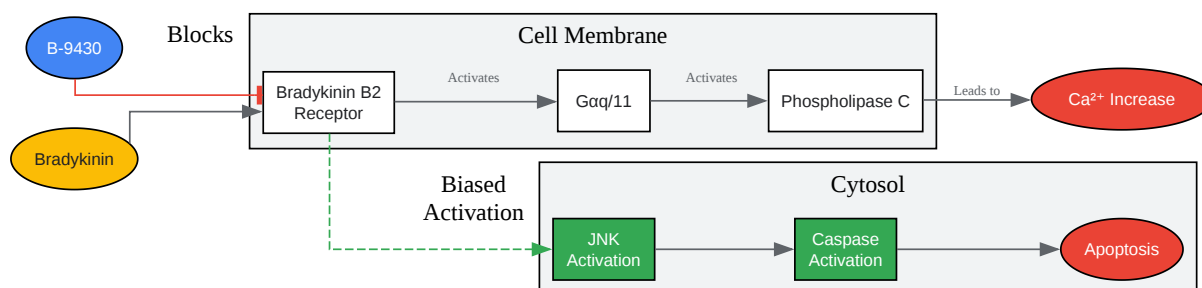 Blocks
Cell Membrane
B-9430
Bradykinin B2
Receptor
Activates
Gαq/11
Activates
Phospholipase C
Leads to
Ca²⁺ Increase
Bradykinin
Biased
Activation
Cytosol
JNK
Activation
Caspase
Activation
Apoptosis